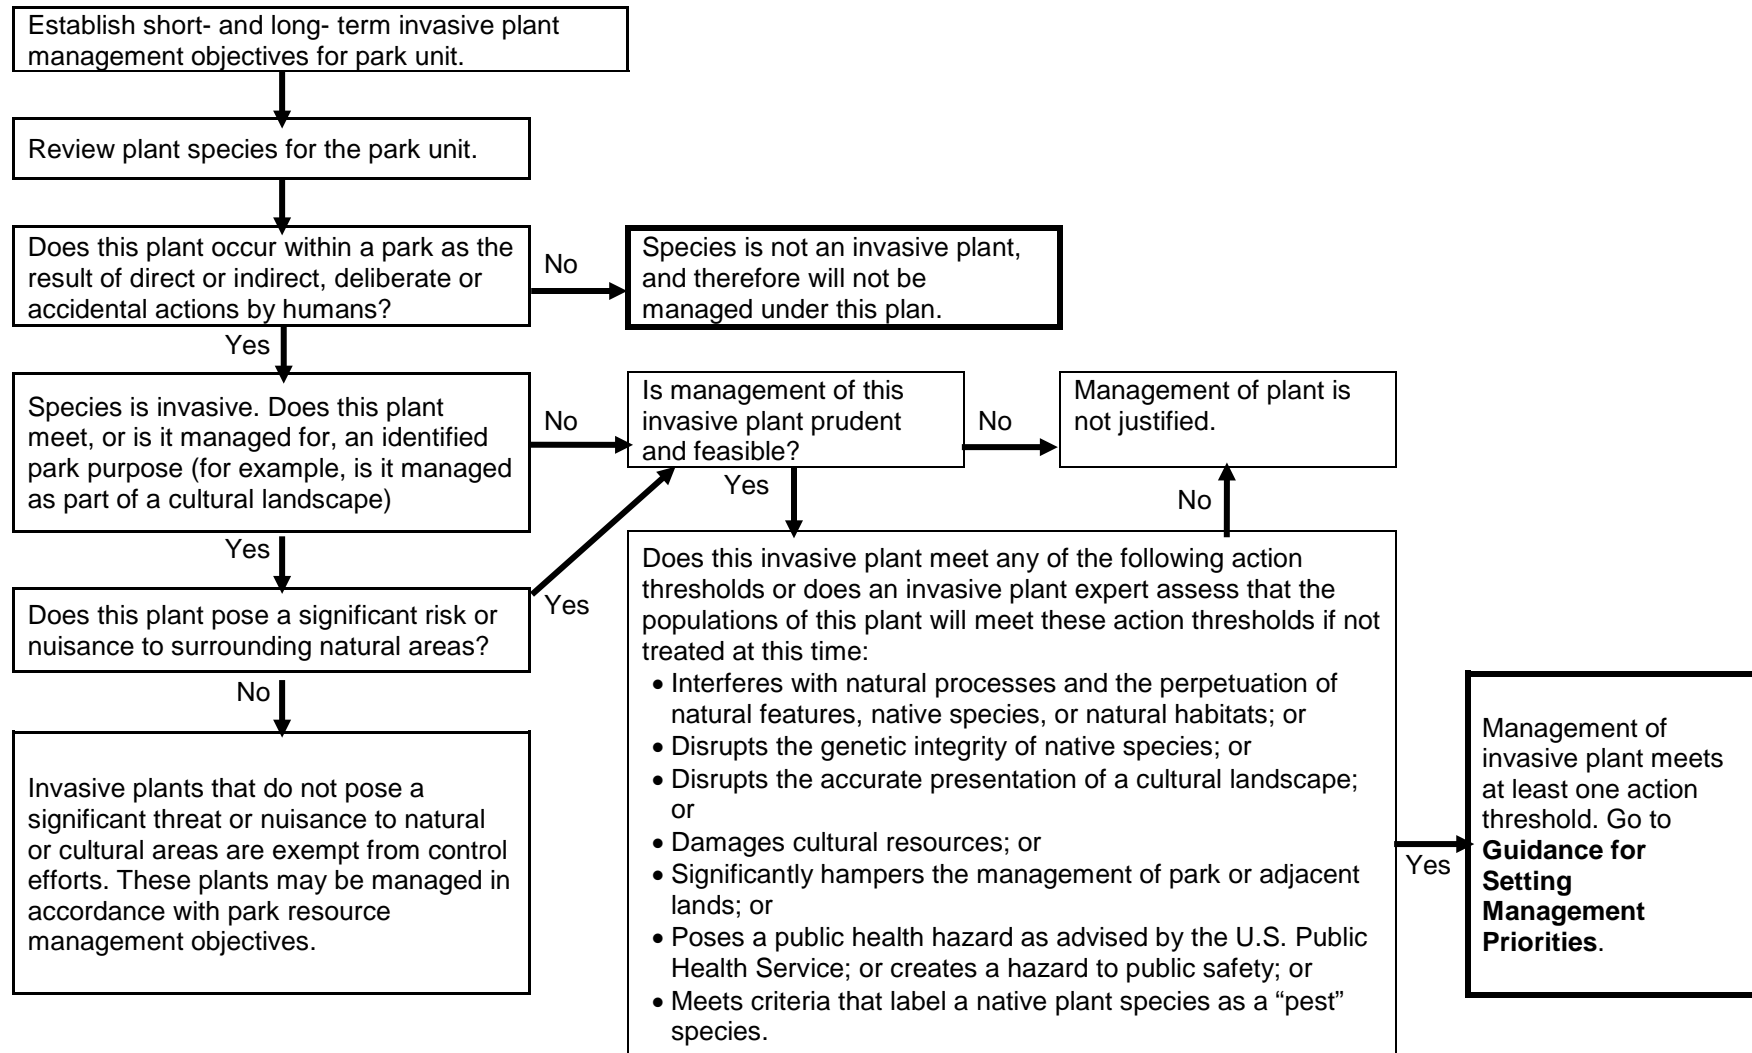 Establish short- and long- term invasive plant
management objectives for park unit.
Review plant species for the park unit.
Does this plant occur within a park as the
result of direct or indirect, deliberate or
accidental actions by humans?
No
Species is not an invasive plant,
and therefore will not be
managed under this plan.
Yes
Species is invasive. Does this plant
meet, or is it managed for, an identified
park purpose (for example, is it managed
as part of a cultural landscape)
No
Is management of this
invasive plant prudent
and feasible?
No
Management of plant is
not justified.
Yes
Does this plant pose a significant risk or
nuisance to surrounding natural areas?
Yes
No
Invasive plants that do not pose a
significant threat or nuisance to natural
or cultural areas are exempt from control
efforts. These plants may be managed in
accordance with park resource
management objectives.
Yes
No
Does this invasive plant meet any of the following action
thresholds or does an invasive plant expert assess that the
populations of this plant will meet these action thresholds if not
treated at this time:
• Interferes with natural processes and the perpetuation of
natural features, native species, or natural habitats; or
• Disrupts the genetic integrity of native species; or
• Disrupts the accurate presentation of a cultural landscape;
or
• Damages cultural resources; or
• Significantly hampers the management of park or adjacent
lands; or
• Poses a public health hazard as advised by the U.S. Public
Health Service; or creates a hazard to public safety; or
• Meets criteria that label a native plant species as a “pest”
species.
Yes
Management of
invasive plant meets
at least one action
threshold. Go to
Guidance for
Setting
Management
Priorities.